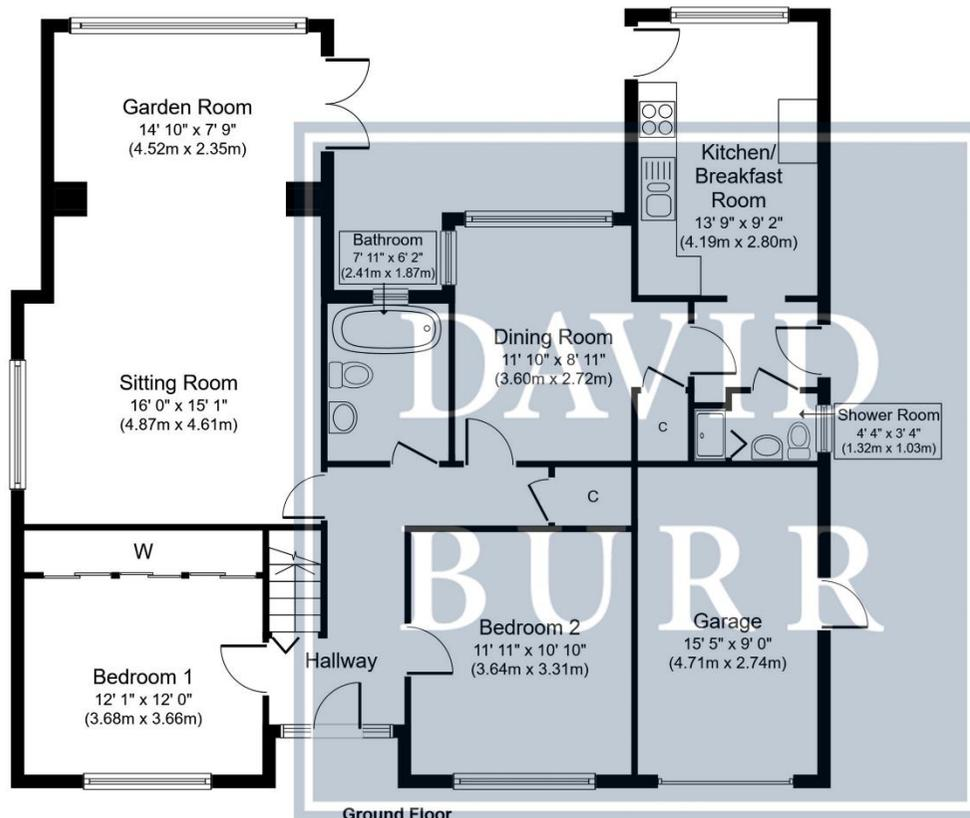 Garden Room
14' 10" x 7' 9"
(4.52m x 2.35m)
Kitchen/
Breakfast
Room
13' 9" x 9' 2"
(4.19m x 2.80m)
Bathroom
7' 11" x 6' 2"
(2.41m x 1.87m)
Dining Room
11' 10" x 8' 11"
(3.60m x 2.72m)
Sitting Room
16' 0" x 15' 1"
(4.87m x 4.61m)
DAVID
C
Shower Room
4' 4" x 3' 4"
(1.32m x 1.03m)
C
W
BURR
Bedroom 2
11' 11" x 10' 10"
(3.64m x 3.31m)
Garage
15' 5" x 9' 0"
(4.71m x 2.74m)
Hallway
Bedroom 1
12' 1" x 12' 0"
(3.68m x 3.66m)
Ground Floor